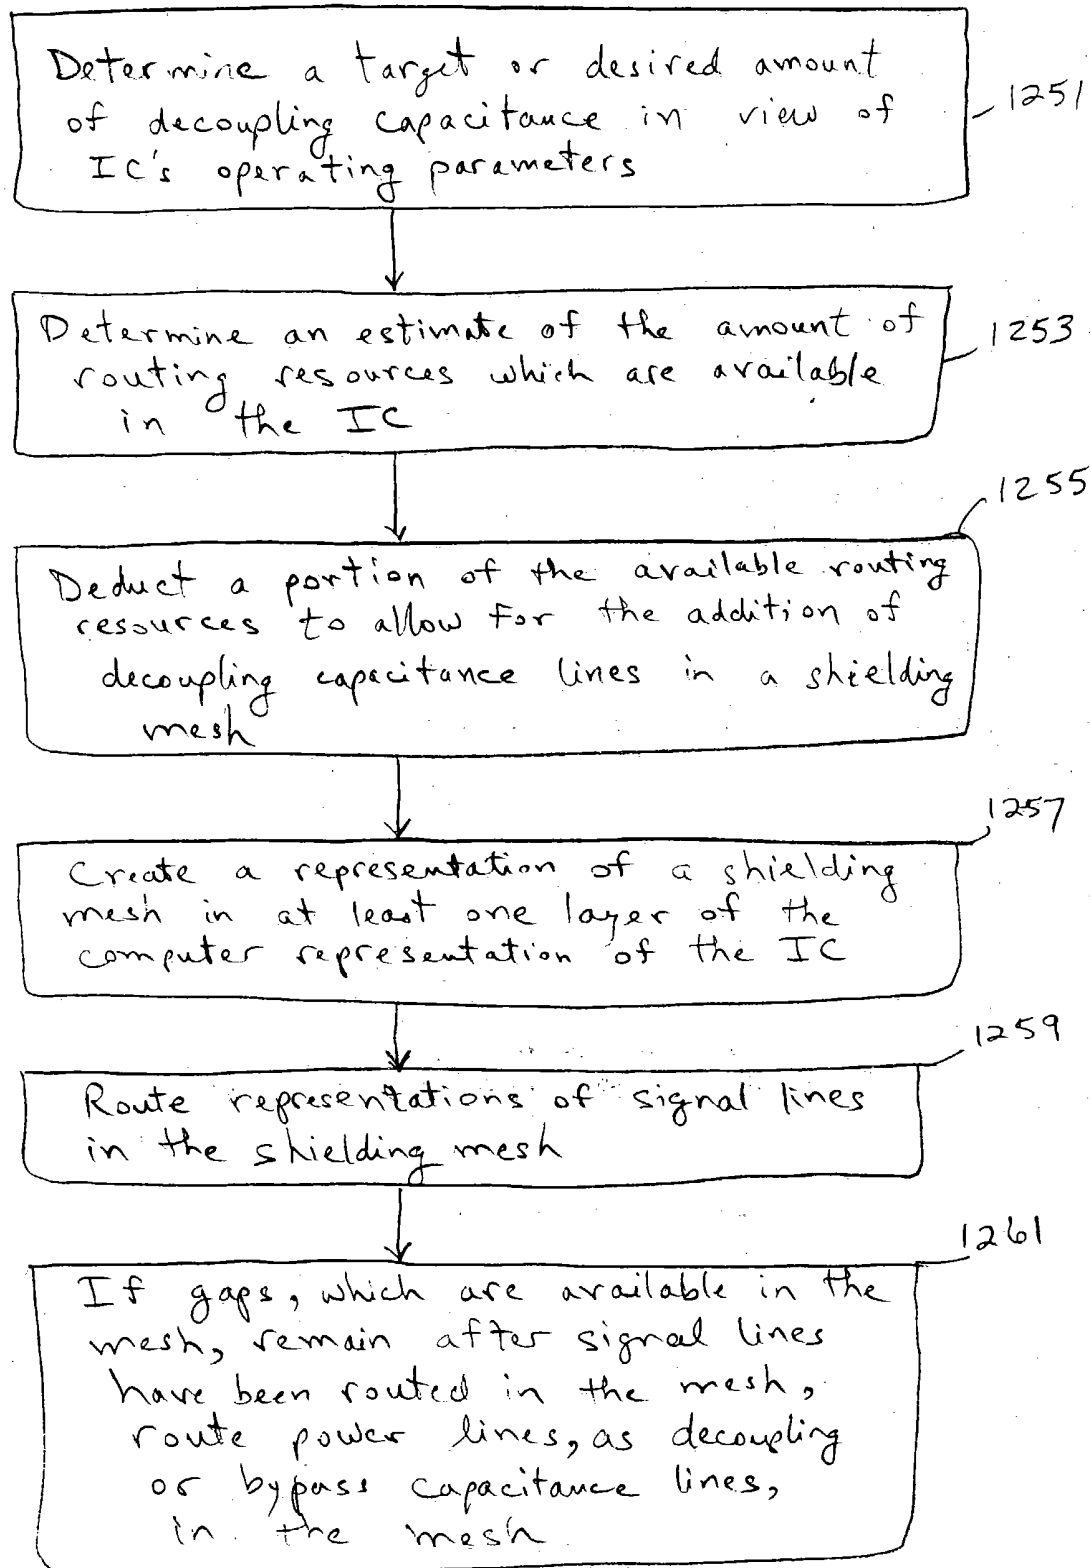 Determine a target or desired amount
of decoupling capacitance in view of
IC's operating parameters
1251
Determine an estimate of the amount of
routing resources which are available
in the IC
1253
1255
Deduct a portion of the available routing
resources to allow for the addition of
decoupling capacitance lines in a shielding
mesh
1257
Create a representation of a shielding
mesh in at least one layer of the
computer representation of the IC
1259
Route representations of signal lines
in the shielding mesh
1261
If gaps, which are available in the
mesh, remain after signal lines
have been routed in the mesh,
route power lines, as decoupling
or bypass capacitance lines,
in the mesh